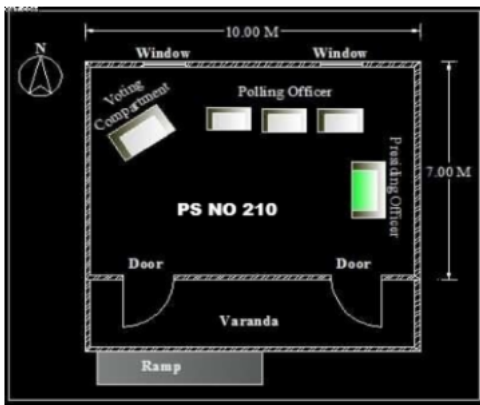 10.00 M
N
Window
Window
Voting
Compartment
Polling Officer
Presiding Officer
7.00 M
PS NO 210
Door
Door
Varanda
Ramp